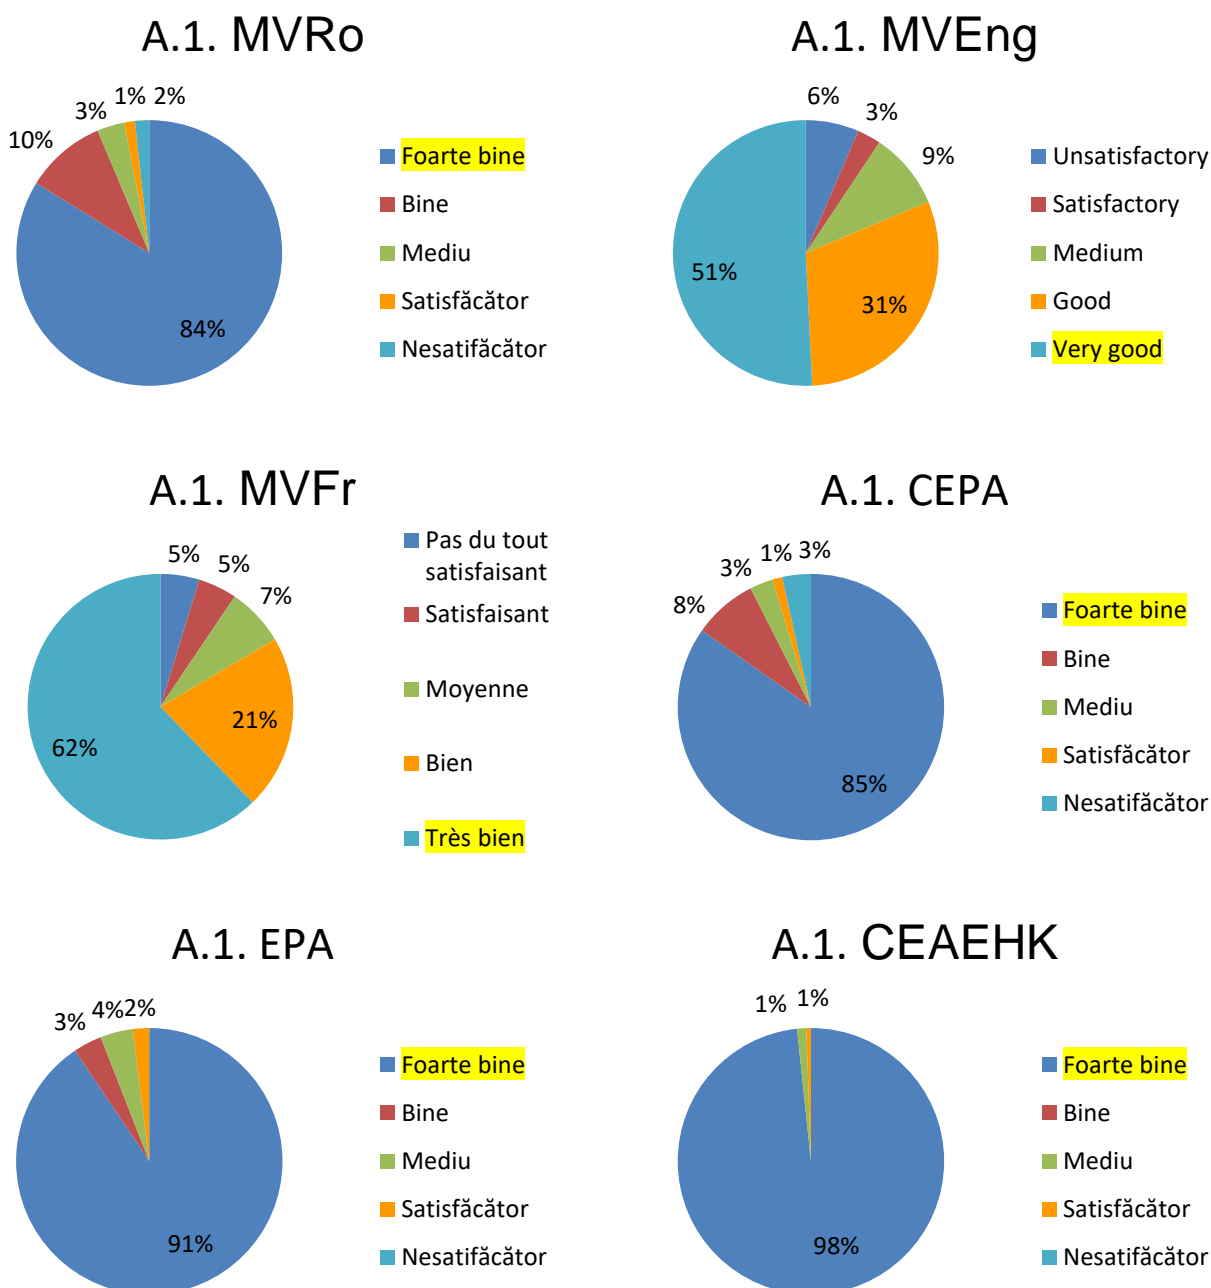 A.1. MVRo
1% 2%
3%
10%
84%
Foarte bine
Bine
Mediu
Satisfăcător
Nesatifăcător
A.1. MVEng
6%
3%
9%
51%
31%
Unsatisfactory
Satisfactory
Medium
Good
Very good
A.1. MVFr
5%
5%
7%
21%
62%
Pas du tout
satisfaisant
Satisfaisant
Moyenne
Bien
Très bien
A.1. CEPA
1% 3%
3%
8%
85%
Foarte bine
Bine
Mediu
Satisfăcător
Nesatifăcător
A.1. EPA
3% 4% 2%
91%
Foarte bine
Bine
Mediu
Satisfăcător
Nesatifăcător
A.1. CEAEHK
1% 1%
98%
Foarte bine
Bine
Mediu
Satisfăcător
Nesatifăcător